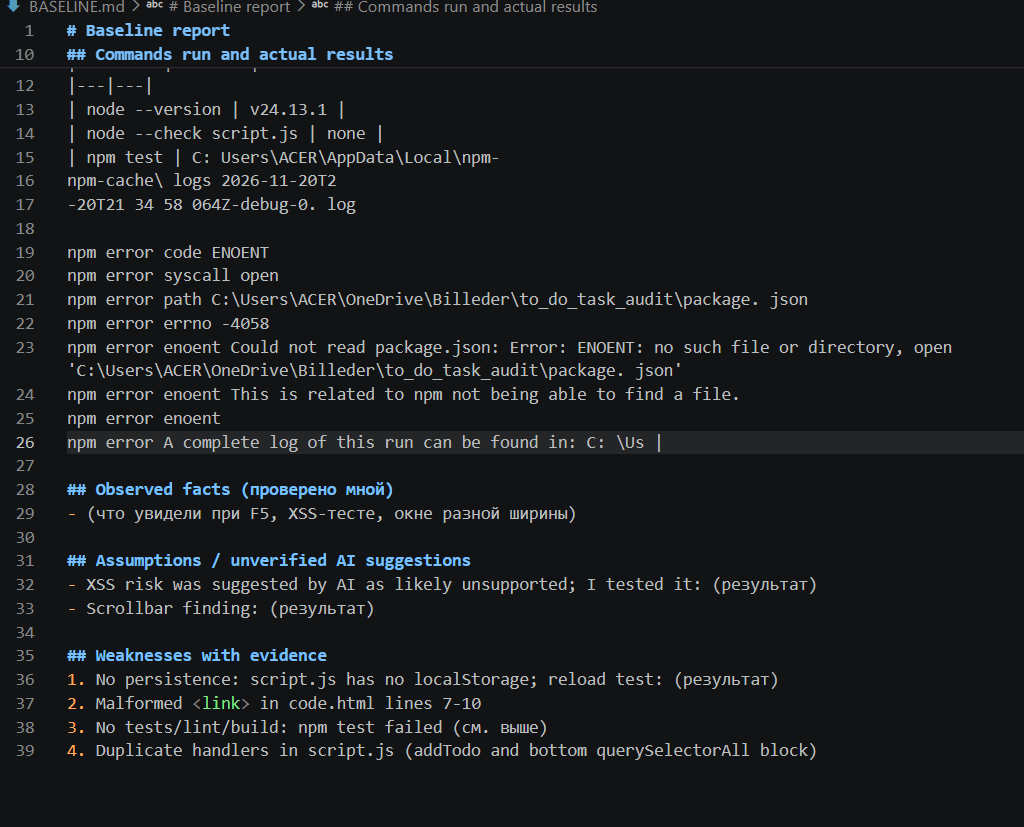 BASELINE.md > # Baseline report > ## Commands run and actual results
1 # Baseline report
10 ## Commands run and actual results
12 |---|---|
13 | node --version | v24.13.1 |
14 | node --check script.js | none |
15 | npm test | C: Users\ACER\AppData\Local\npm-
16 npm-cache\ logs 2026-11-20T2
17 -20T21 34 58 064Z-debug-0. log
18
19 npm error code ENOENT
20 npm error syscall open
21 npm error path C:\Users\ACER\OneDrive\Billeder\to_do_task_audit\package. json
22 npm error errno -4058
23 npm error enoent Could not read package.json: Error: ENOENT: no such file or directory, open
'C:\Users\ACER\OneDrive\Billeder\to_do_task_audit\package. json'
24 npm error enoent This is related to npm not being able to find a file.
25 npm error enoent
26 npm error A complete log of this run can be found in: C: \Us |
27
28 ## Observed facts (проверено мной)
29 - (что увидели при F5, XSS-тесте, окне разной ширины)
30
31 ## Assumptions / unverified AI suggestions
32 - XSS risk was suggested by AI as likely unsupported; I tested it: (результат)
33 - Scrollbar finding: (результат)
34
35 ## Weaknesses with evidence
36 1. No persistence: script.js has no localStorage; reload test: (результат)
37 2. Malformed <link> in code.html lines 7-10
38 3. No tests/lint/build: npm test failed (см. выше)
39 4. Duplicate handlers in script.js (addTodo and bottom querySelectorAll block)